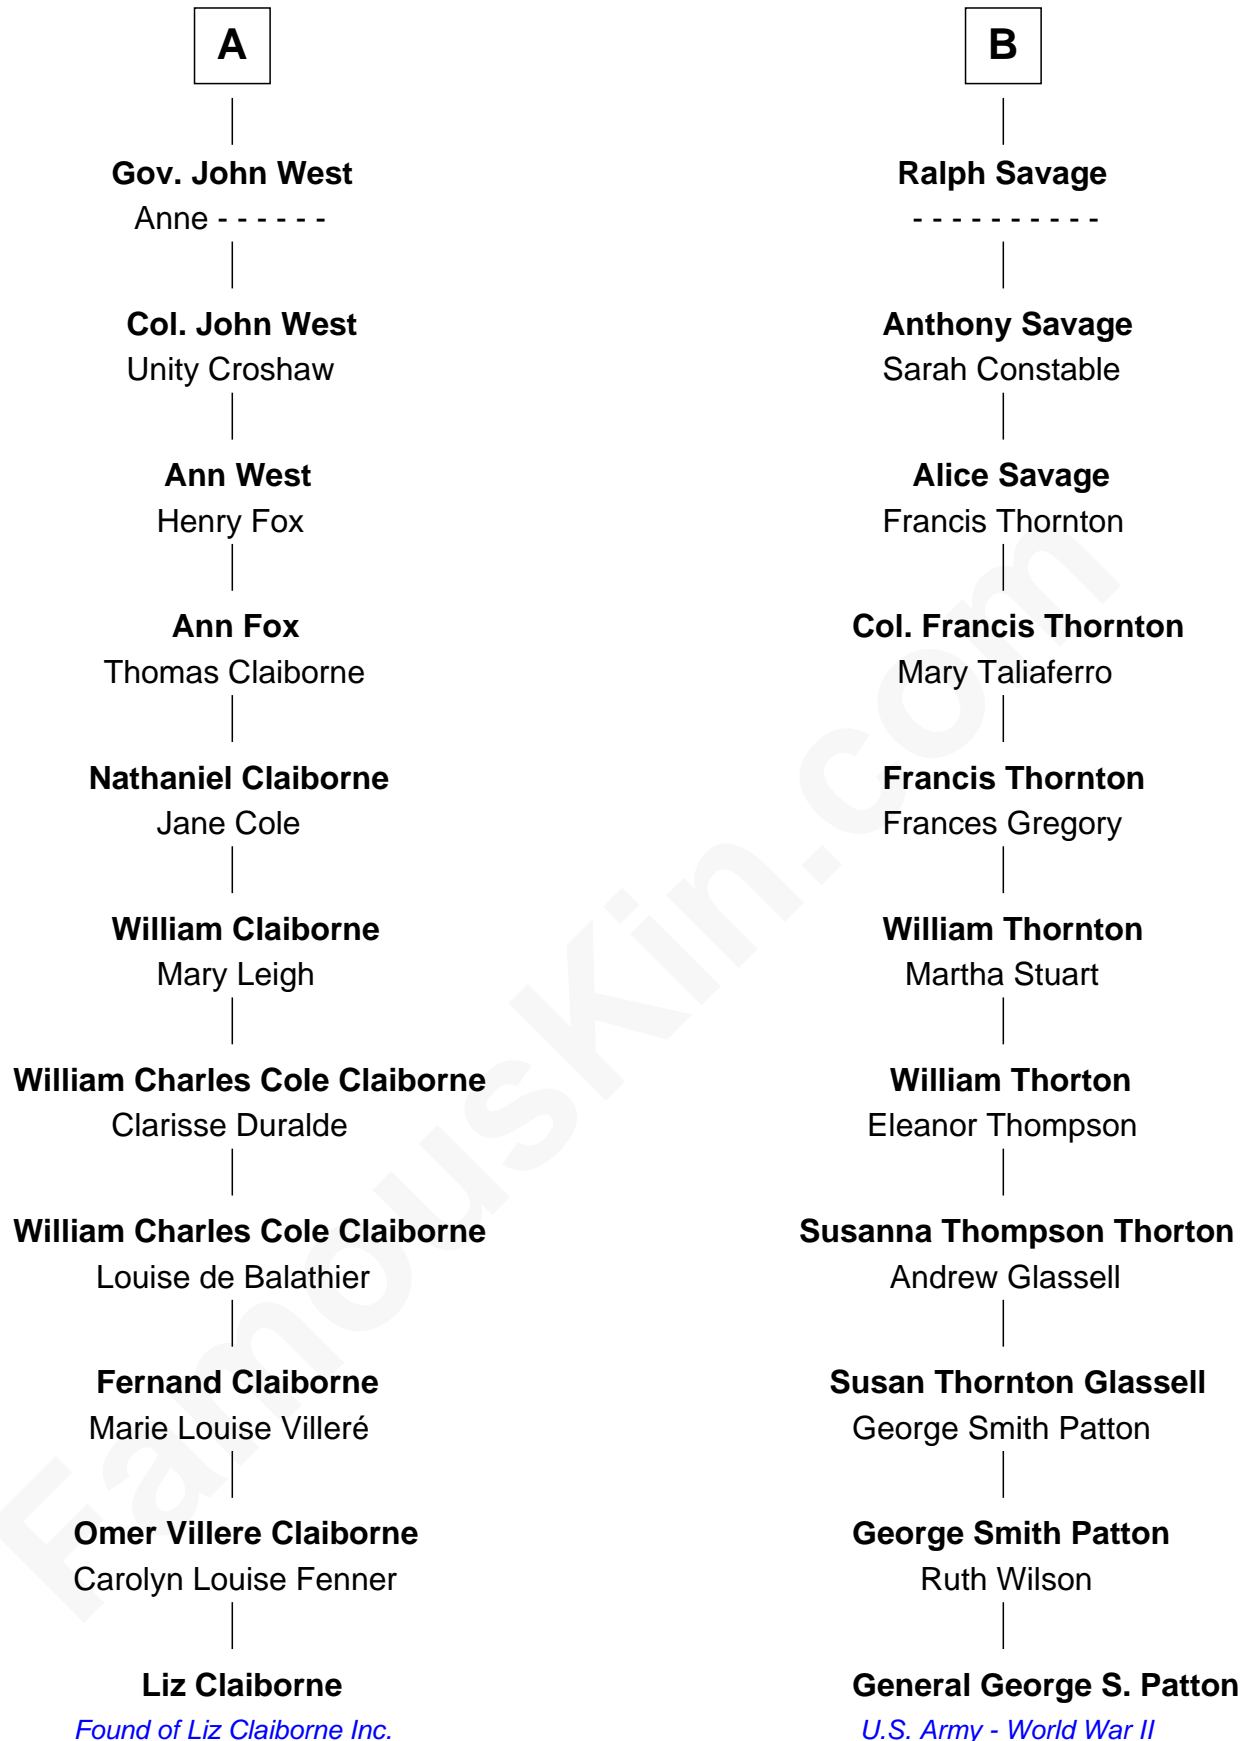 A
Gov. John West
Anne - - - - - -
Col. John West
Unity Croshaw
Ann West
Henry Fox
Ann Fox
Thomas Claiborne
Nathaniel Claiborne
Jane Cole
William Claiborne
Mary Leigh
William Charles Cole Claiborne
Clarisse Duralde
William Charles Cole Claiborne
Louise de Balathier
Fernand Claiborne
Marie Louise Villeré
Omer Villere Claiborne
Carolyn Louise Fenner
Liz Claiborne
Found of Liz Claiborne Inc.
B
Ralph Savage
- - - - - - - - - -
Anthony Savage
Sarah Constable
Alice Savage
Francis Thornton
Col. Francis Thornton
Mary Taliaferro
Francis Thornton
Frances Gregory
William Thornton
Martha Stuart
William Thorton
Eleanor Thompson
Susanna Thompson Thorton
Andrew Glassell
Susan Thornton Glassell
George Smith Patton
George Smith Patton
Ruth Wilson
General George S. Patton
U.S. Army - World War II
FamousKin.com